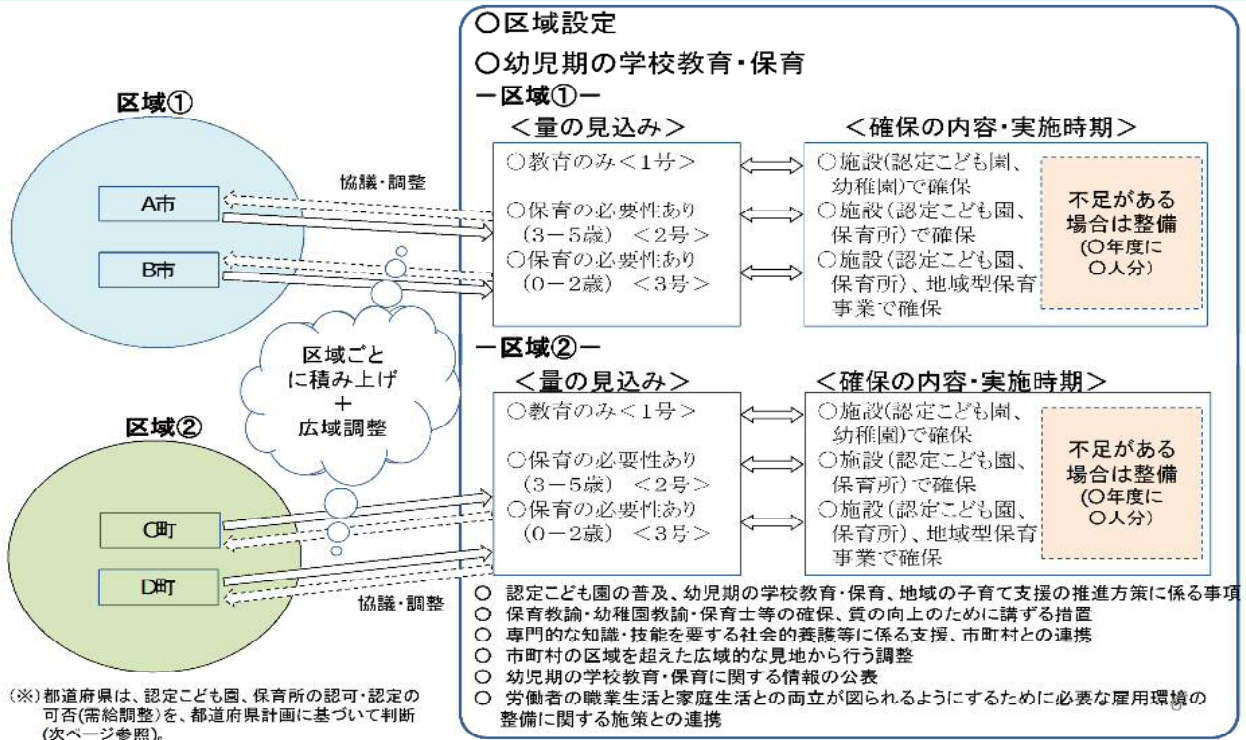 区域①
A市
B市
協議・調整
区域ごと
に積み上げ
+
広域調整
区域②
C町
D町
協議・調整
(※)都道府県は、認定こども園、保育所の認可・認定の
可否(需給調整)を、都道府県計画に基づいて判断
(次ページ参照)。
〇区域設定
〇幼児期の学校教育・保育
－区域①－
＜量の見込み＞
○教育のみ＜1号＞
○保育の必要性あり
(3－5歳) ＜2号＞
○保育の必要性あり
(0－2歳) ＜3号＞
＜確保の内容・実施時期＞
○施設(認定こども園、
幼稚園)で確保
○施設(認定こども園、
保育所)で確保
○施設(認定こども園、
保育所)、地域型保育
事業で確保
不足がある
場合は整備
(〇年度に
〇人分)
－区域②－
＜量の見込み＞
○教育のみ＜1号＞
○保育の必要性あり
(3－5歳) ＜2号＞
○保育の必要性あり
(0－2歳) ＜3号＞
＜確保の内容・実施時期＞
○施設(認定こども園、
幼稚園)で確保
○施設(認定こども園、
保育所)で確保
○施設(認定こども園、
保育所)、地域型保育
事業で確保
不足がある
場合は整備
(〇年度に
〇人分)
〇 認定こども園の普及、幼児期の学校教育・保育、地域の子育て支援の推進方策に係る事項
〇 保育教諭・幼稚園教諭・保育士等の確保、質の向上のために講ずる措置
〇 専門的な知識・技能を要する社会的養護等に係る支援、市町村との連携
〇 市町村の区域を超えた広域的な見地から行う調整
〇 幼児期の学校教育・保育に関する情報の公表
〇 労働者の職業生活と家庭生活との両立が図られるようにするために必要な雇用環境の
整備に関する施策との連携